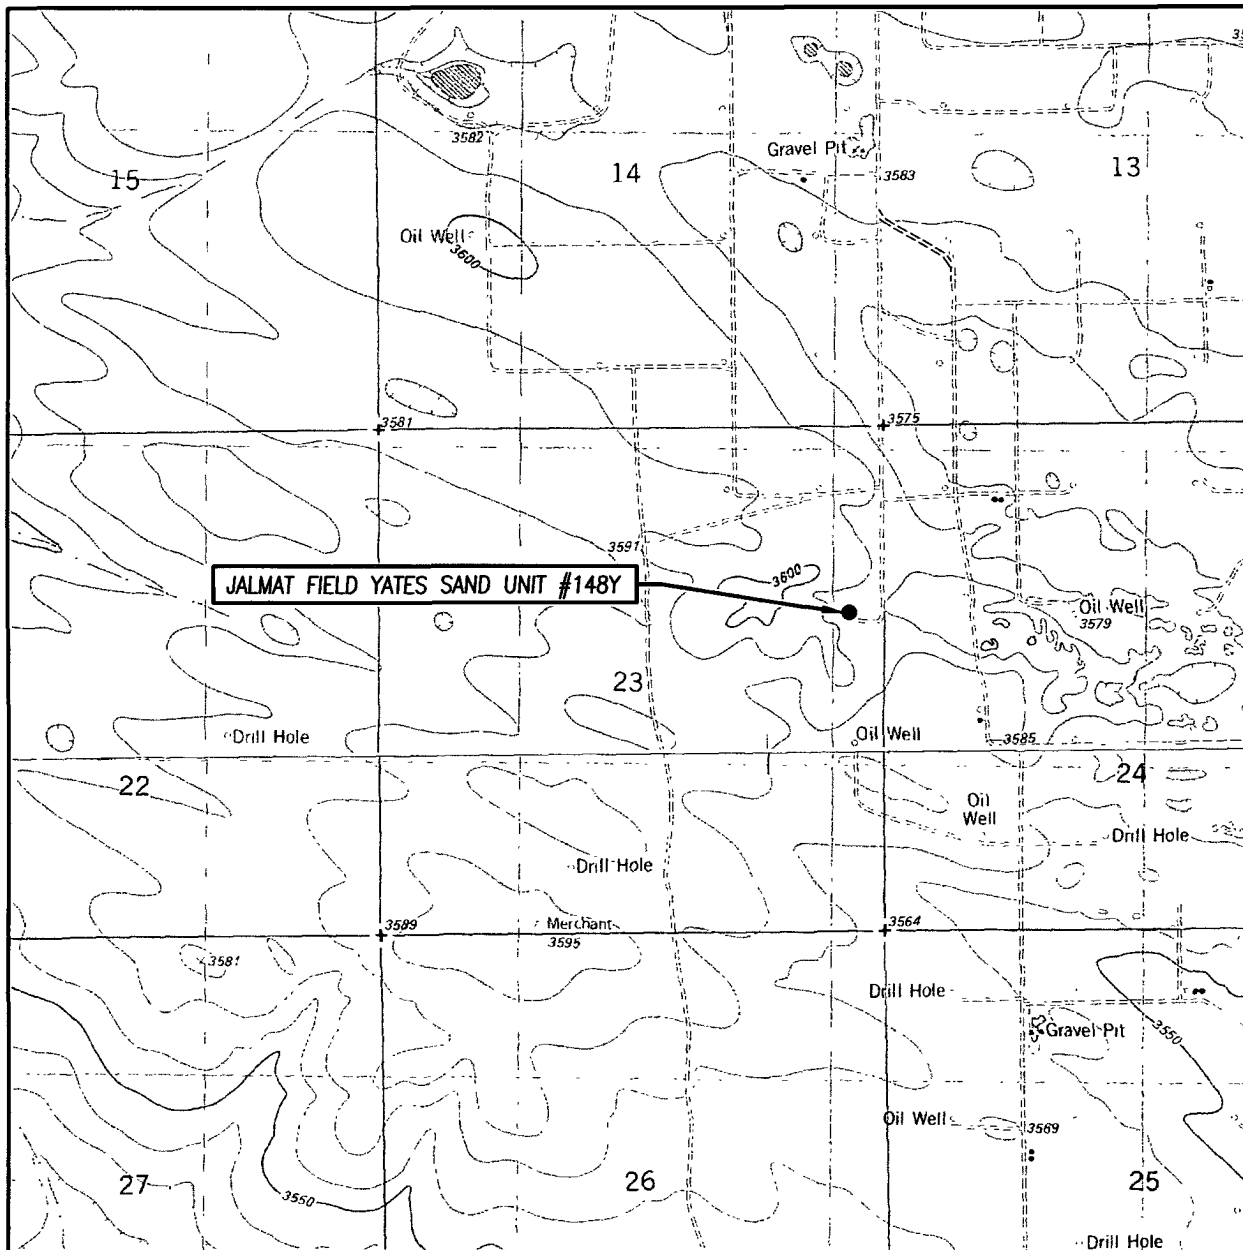 3582
Gravel Pit
15
14
13
3583
Oil Well
3600
3581
3575
3591
3600
JALMAT FIELD YATES SAND UNIT #148Y
Oil Well
3579
23
Drill Hole
Oil Well
3585
22
24
Oil
Well
Drill Hole
Drill Hole
3589
Merchant
3595
3564
3581
Drill Hole
Gravel Pit
3550
Oil Well
3569
27
26
25
3550
Drill Hole